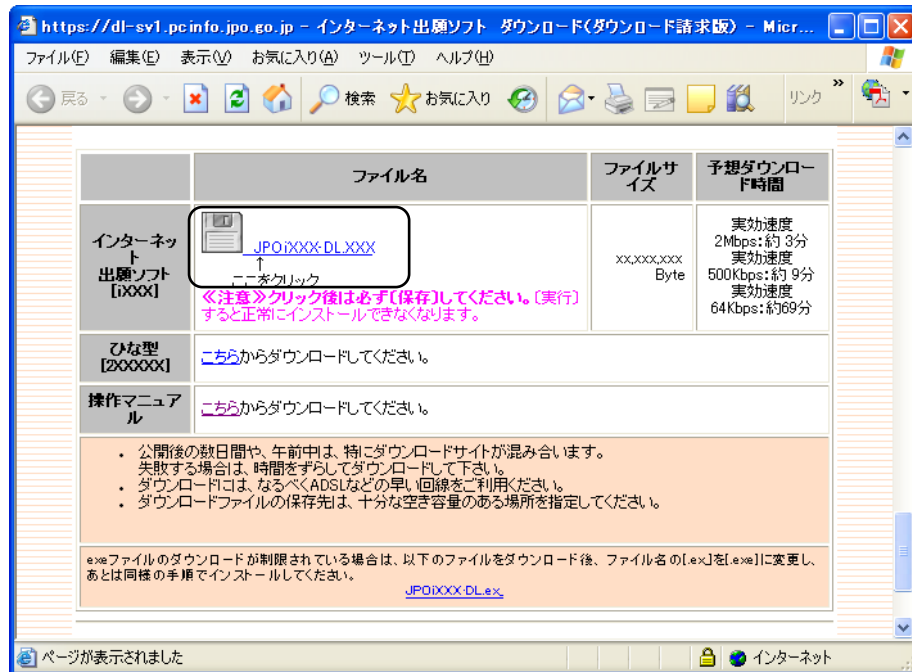 https://dl-sv1.pcinfo.jpo.go.jp - インターネット出願ソフト ダウンロード(ダウンロード請求版) - Micr...
ファイル(F) 編集(E) 表示(V) お気に入り(A) ツール(T) ヘルプ(H)
戻る 検索 お気に入り リンク »
ファイル名
ファイルサ
イズ
予想ダウンロー
ド時間
インターネッ
ト
出願ソフト
[iXXX]
JPOiXXX-DL.XXX
↑
ここをクリック
≪注意≫クリック後は必ず[保存]してください。[実行]
すると正常にインストールできなくなります。
xx,xxx,xxx
Byte
実効速度
2Mbps:約 3分
実効速度
500Kbps:約 9分
実効速度
64Kbps:約69分
ひな型
[2XXXXX]
こちらからダウンロードしてください。
操作マニュア
ル
こちらからダウンロードしてください。
・ 公開後の数日間や、午前中は、特にダウンロードサイトが混み合います。
失敗する場合は、時間をずらしてダウンロードして下さい。
・ ダウンロードには、なるべくADSLなどの早い回線をご利用ください。
・ ダウンロードファイルの保存先は、十分な空き容量のある場所を指定してください。
exeファイルのダウンロードが制限されている場合は、以下のファイルをダウンロード後、ファイル名の[.ex_]を[.exe]に変更し、
あとは同様の手順でインストールしてください。
JPOiXXX-DL.ex_
ページが表示されました
インターネット